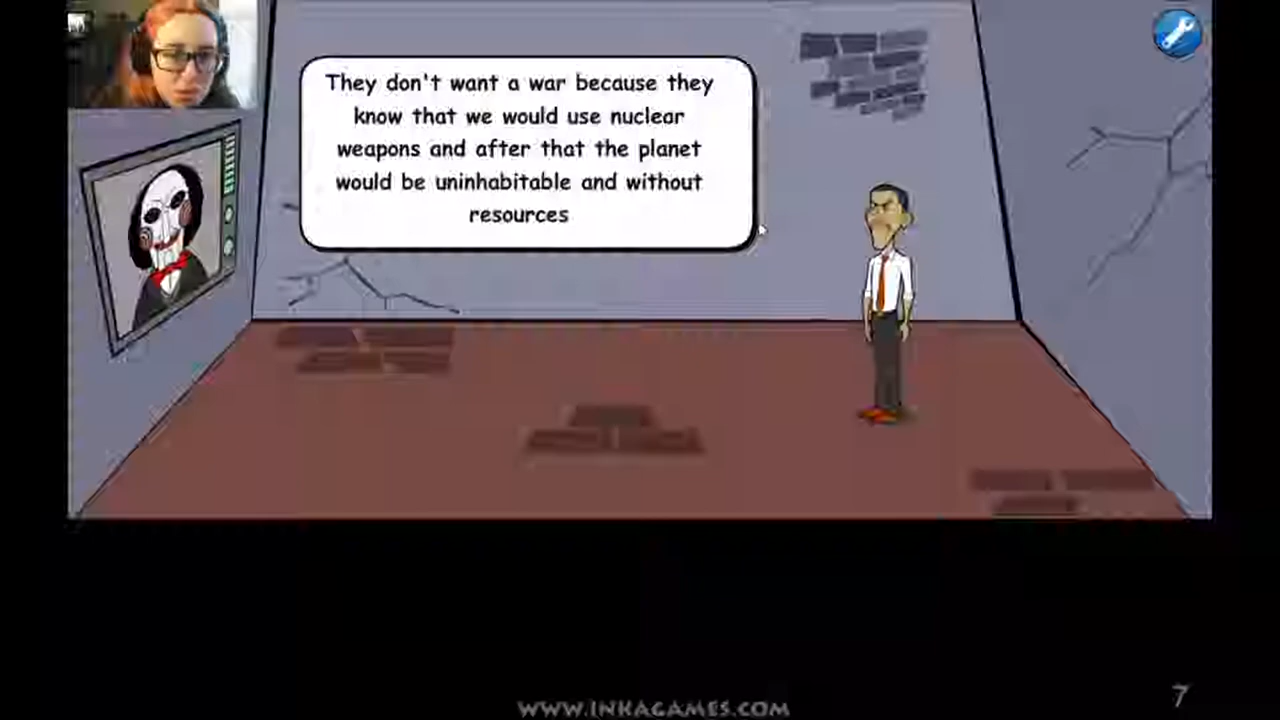 They don't want a war because they
know that we would use nuclear
weapons and after that the planet
would be uninhabitable and without
resources
WWW.INKAGAMES.COM
7